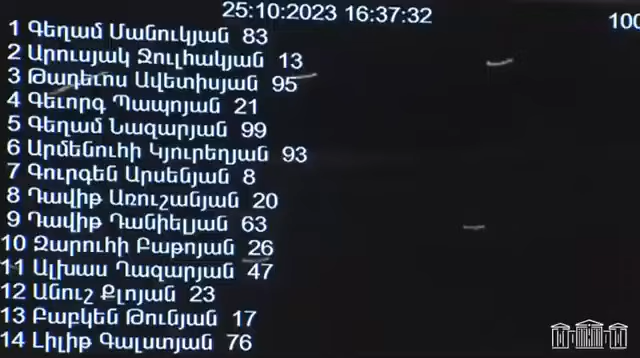 25:10:2023 16:37:32
100
1 Գեղամ Մանուկյան 83
2 Արուսյակ Ջուլհակյան 13
3 Թադեւոս Ավետիսյան 95
4 Գեւորգ Պապոյան 21
5 Գեղամ Նազարյան 99
6 Արմենուհի Կյուրեղյան 93
7 Գուրգեն Արսենյան 8
8 Դավիթ Առուշանյան 20
9 Դավիթ Դանիելյան 63
10 Զարուհի Բաթոյան 26
11 Ալխաս Ղազարյան 47
12 Անուշ Քլոյան 23
13 Բաբկեն Թունյան 17
14 Լիլիթ Գալստյան 76